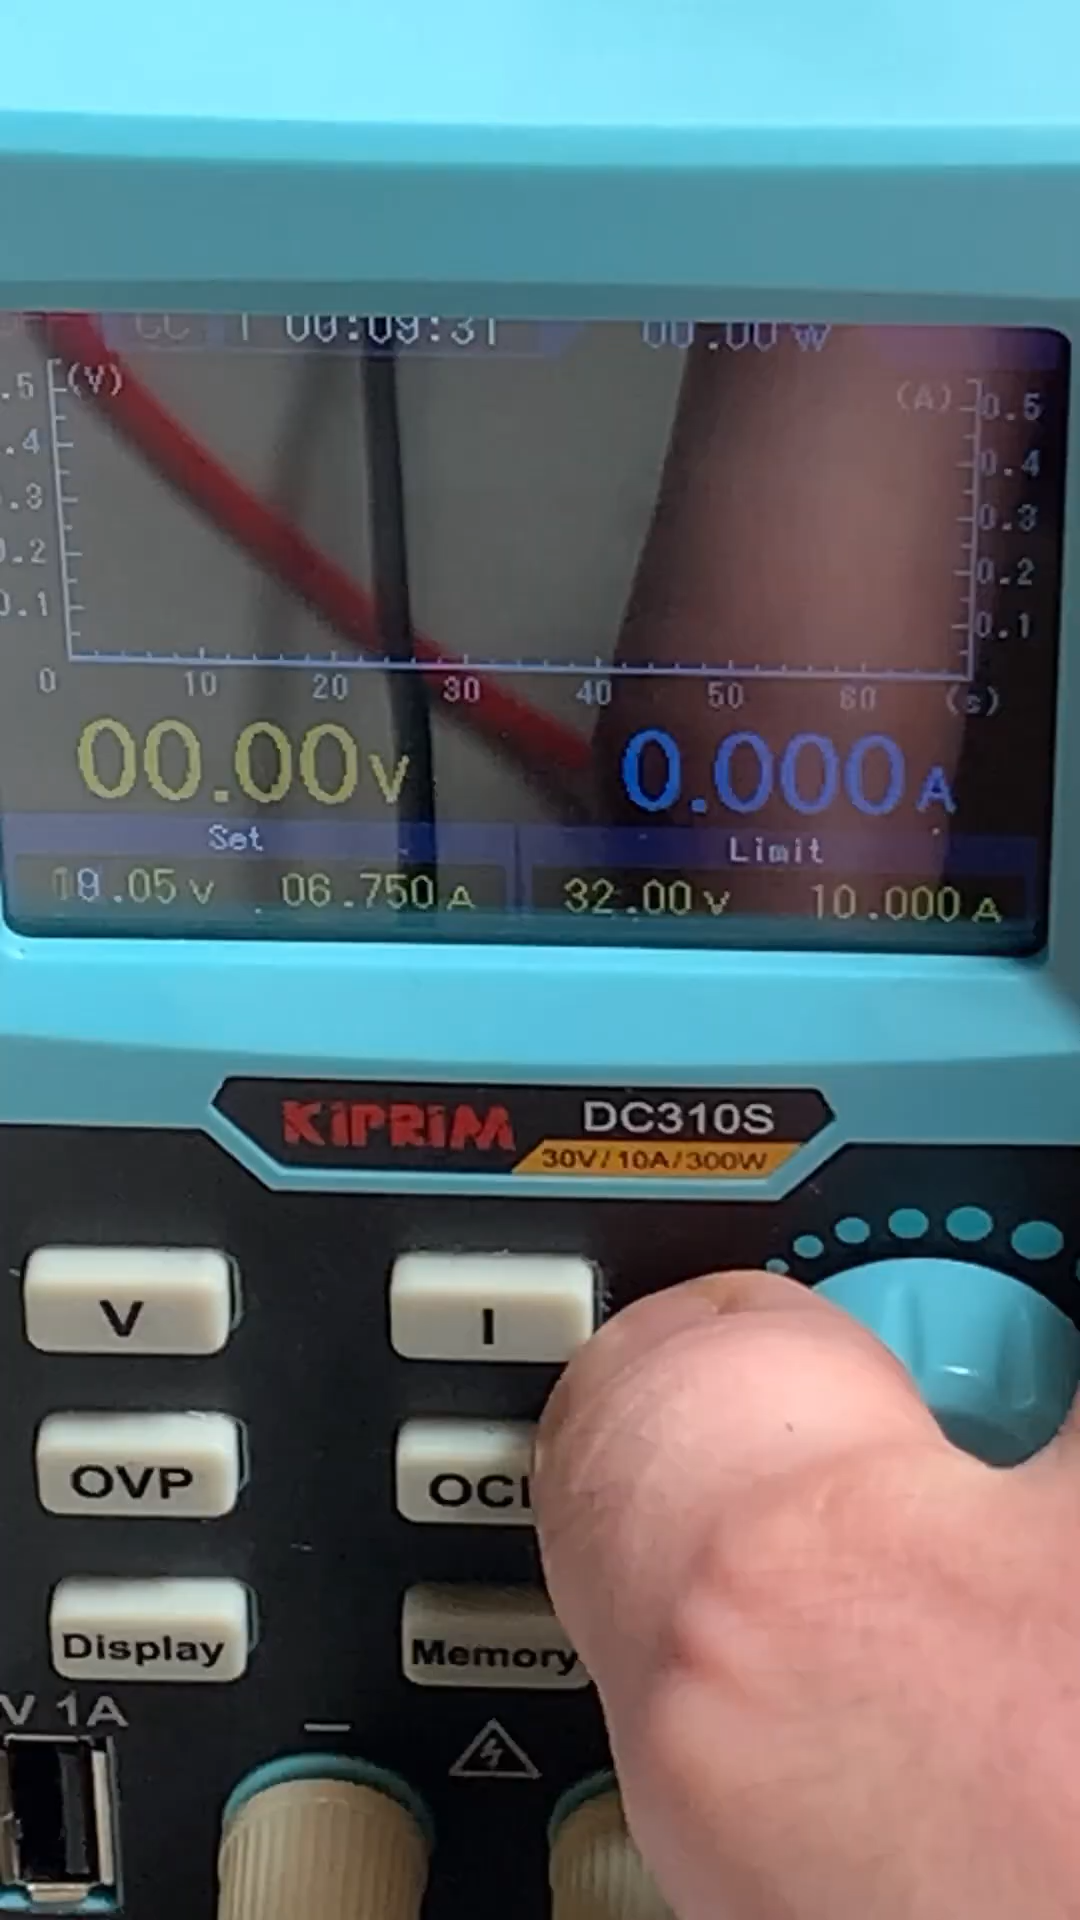 CC 00:09:31 00.00 W
.5 (V) (A) 0.5
.4 0.4
.3 0.3
0.2 0.2
0.1 0.1
0 10 20 30 40 50 60 (s)
00.00 V 0.000 A
Set Limit
18.05 V 06.750 A 32.00 V 10.000 A
KiPRiM DC310S
30V/10A/300W
V I
OVP
Display Memory
V 1A
—